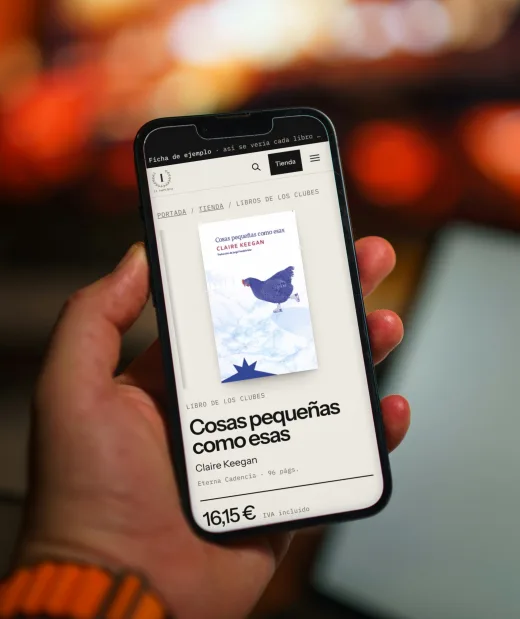 Ficha de ejemplo · así se vería cada libro …
1
Tienda
PORTADA / TIENDA / LIBROS DE LOS CLUBES
Cosas pequeñas como esas
CLAIRE KEEGAN
LIBRO DE LOS CLUBES
Cosas pequeñas
como esas
Claire Keegan
Eterna Cadencia · 96 págs.
16,15 € IVA incluido